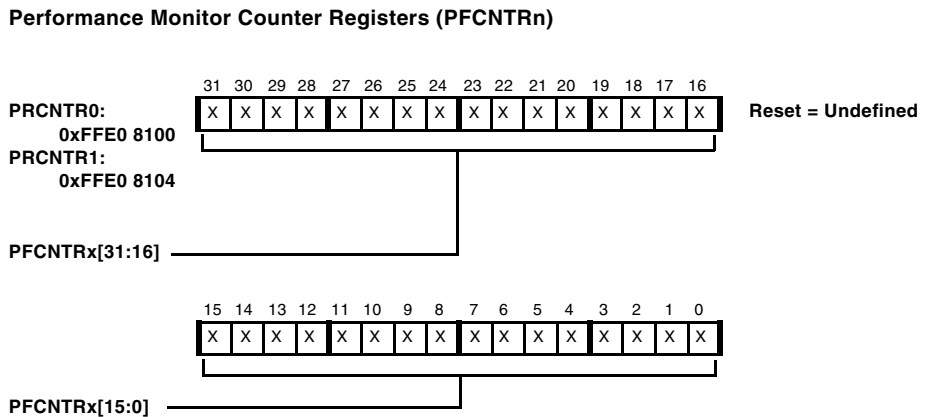 Performance Monitor Counter Registers (PFCNTRn)
31 30 29 28 27 26 25 24 23 22 21 20 19 18 17 16
PRCNTR0: X X X X X X X X X X X X X X X X Reset = Undefined
0xFFE0 8100
PRCNTR1:
0xFFE0 8104
PFCNTRx[31:16]
15 14 13 12 11 10 9 8 7 6 5 4 3 2 1 0
X X X X X X X X X X X X X X X X
PFCNTRx[15:0]